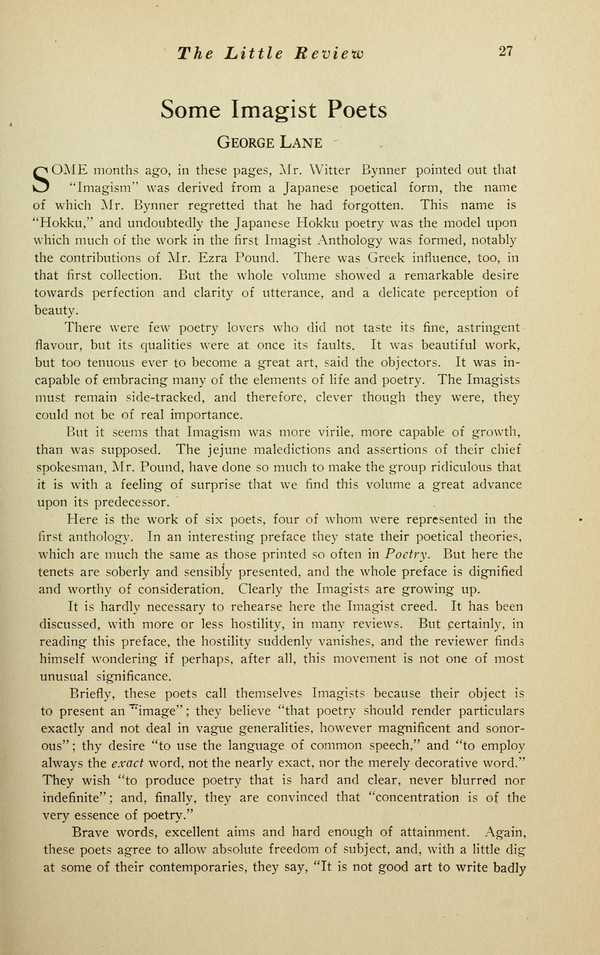 The Little Review 27
Some Imagist Poets
GEORGE LANE
SOME months ago, in these pages, Mr. Witter Bynner pointed out that
"Imagism" was derived from a Japanese poetical form, the name
of which Mr. Bynner regretted that he had forgotten. This name is
"Hokku," and undoubtedly the Japanese Hokku poetry was the model upon
which much of the work in the first Imagist Anthology was formed, notably
the contributions of Mr. Ezra Pound. There was Greek influence, too, in
that first collection. But the whole volume showed a remarkable desire
towards perfection and clarity of utterance, and a delicate perception of
beauty.
There were few poetry lovers who did not taste its fine, astringent
flavour, but its qualities were at once its faults. It was beautiful work,
but too tenuous ever to become a great art, said the objectors. It was in-
capable of embracing many of the elements of life and poetry. The Imagists
must remain side-tracked, and therefore, clever though they were, they
could not be of real importance.
But it seems that Imagism was more virile, more capable of growth,
than was supposed. The jejune maledictions and assertions of their chief
spokesman, Mr. Pound, have done so much to make the group ridiculous that
it is with a feeling of surprise that we find this volume a great advance
upon its predecessor.
Here is the work of six poets, four of whom were represented in the
first anthology. In an interesting preface they state their poetical theories,
which are much the same as those printed so often in Poetry. But here the
tenets are soberly and sensibly presented, and the whole preface is dignified
and worthy of consideration. Clearly the Imagists are growing up.
It is hardly necessary to rehearse here the Imagist creed. It has been
discussed, with more or less hostility, in many reviews. But certainly, in
reading this preface, the hostility suddenly vanishes, and the reviewer finds
himself wondering if perhaps, after all, this movement is not one of most
unusual significance.
Briefly, these poets call themselves Imagists because their object is
to present an "image"; they believe "that poetry should render particulars
exactly and not deal in vague generalities, however magnificent and sonor-
ous"; thy desire "to use the language of common speech," and "to employ
always the exact word, not the nearly exact, nor the merely decorative word."
They wish "to produce poetry that is hard and clear, never blurred nor
indefinite"; and, finally, they are convinced that "concentration is of the
very essence of poetry."
Brave words, excellent aims and hard enough of attainment. Again,
these poets agree to allow absolute freedom of subject, and, with a little dig
at some of their contemporaries, they say, "It is not good art to write badly